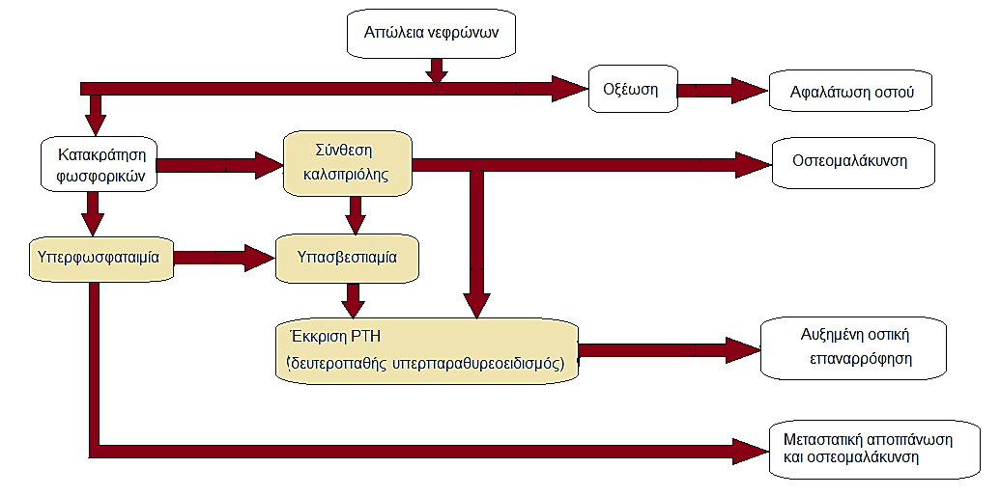 Απώλεια νεφρώνων
Οξέωση
Αφαλάτωση οστού
Κατακράτηση
φωσφορικών
Σύνθεση
καλσιτριόλης
Οστεομαλάκυνση
Υπερφωσφαταιμία
Υπασβεστιαμία
Έκκριση PTH
(δευτεροπαθής υπερπαραθυρεοειδισμός)
Αυξημένη οστική
επαναρρόφηση
Μεταστατική αποτιτάνωση
και οστεομαλάκυνση